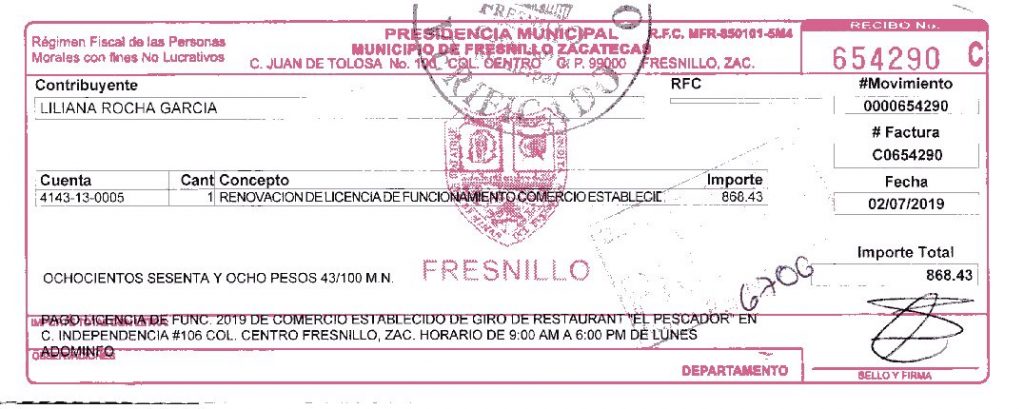 PRESIDENCIA MUNICIPAL
R.F.C. MFR-850101-5M4
RECIBO No.
Régimen Fiscal de las Personas
Morales con fines No Lucrativos
MUNICIPIO DE FRESNILLO ZACATECAS
C. JUAN DE TOLOSA No. 100, COL. CENTRO C. P. 99000 FRESNILLO, ZAC.
654290 C
Contribuyente
RFC
#Movimiento
LILIANA ROCHA GARCIA
0000654290
# Factura
C0654290
Cuenta Cant Concepto Importe
Fecha
4143-13-0005 1 RENOVACION DE LICENCIA DE FUNCIONAMIENTO COMERCIO ESTABLECIE 868.43
02/07/2019
Importe Total
868.43
OCHOCIENTOS SESENTA Y OCHO PESOS 43/100 M.N.
FRESNILLO
6706
PAGO LICENCIA DE FUNC. 2019 DE COMERCIO ESTABLECIDO DE GIRO DE RESTAURANT "EL PESCADOR" EN
C. INDEPENDENCIA #106 COL. CENTRO FRESNILLO, ZAC. HORARIO DE 9:00 AM A 6:00 PM DE LUNES
ADOMINFO
OBSERVACIONES
DEPARTAMENTO
SELLO Y FIRMA